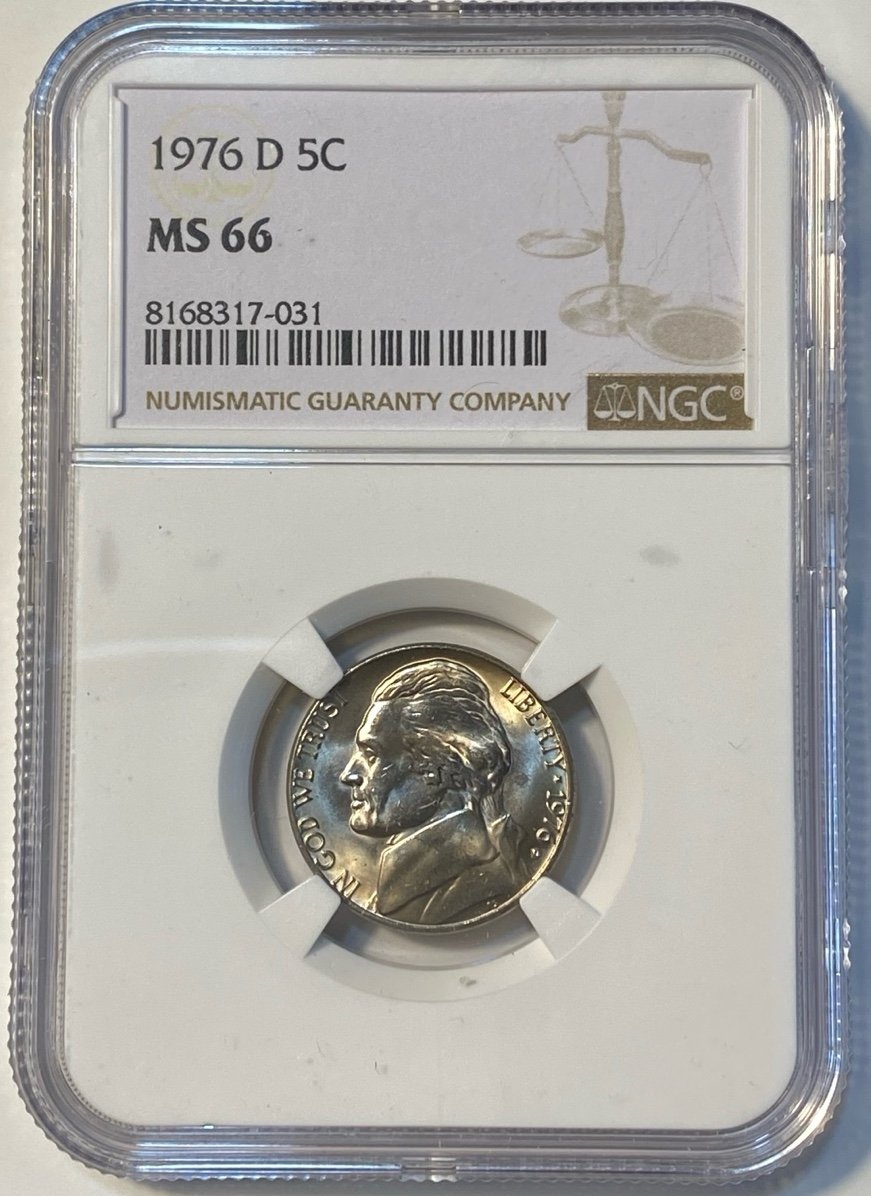 1976 D 5C
MS 66
8168317-031
NUMISMATIC GUARANTY COMPANY
NGC®
IN GOD WE TRUST
LIBERTY ★ 1976
D